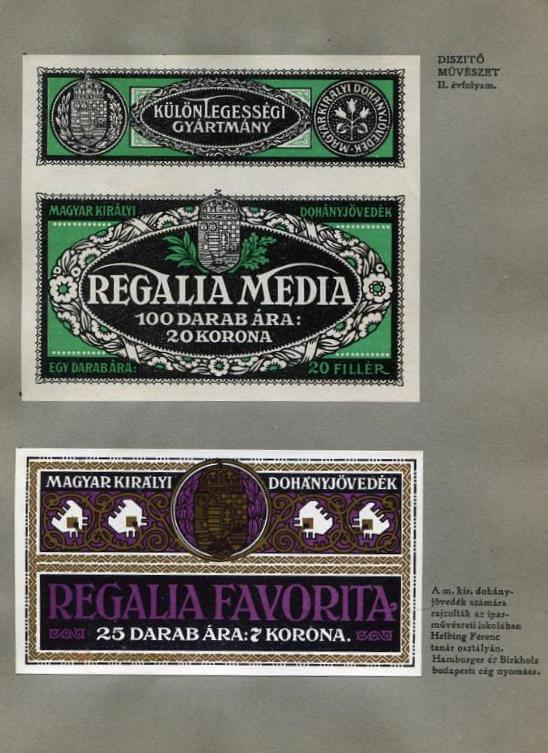 DISZITŐ
MŰVÉSZET
II. évfolyam.
KÜLÖNLEGESSÉGI
GYÁRTMÁNY
MAGYAR KIRÁLYI DOHÁNYJÖVEDÉK
MAGYAR KIRÁLYI DOHÁNYJÖVEDÉK
REGALIA MEDIA
100 DARAB ÁRA:
20 KORONA
EGY DARAB ÁRA: 20 FILLÉR
MAGYAR KIRÁLYI DOHÁNYJÖVEDÉK
REGALIA FAVORITA
25 DARAB ÁRA: 7 KORONA.
A m. kir. dohány-
jövedék számára
rajzolták az ipar-
művészeti iskolában
Helbing Ferenc
tanár osztályán.
Hamburger és Birkholz
budapesti cég nyomása.